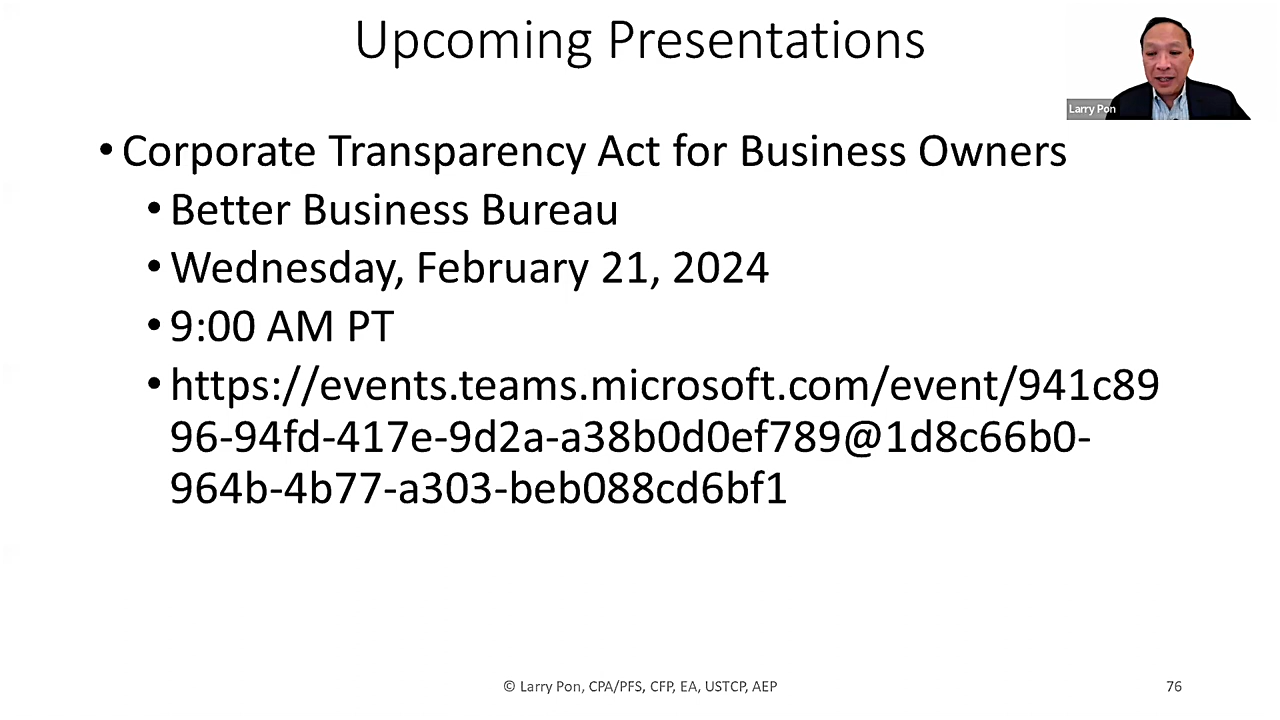 Upcoming Presentations
Larry Pon
• Corporate Transparency Act for Business Owners
• Better Business Bureau
• Wednesday, February 21, 2024
• 9:00 AM PT
• https://events.teams.microsoft.com/event/941c89
96-94fd-417e-9d2a-a38b0d0ef789@1d8c66b0-
964b-4b77-a303-beb088cd6bf1
© Larry Pon, CPA/PFS, CFP, EA, USTCP, AEP
76